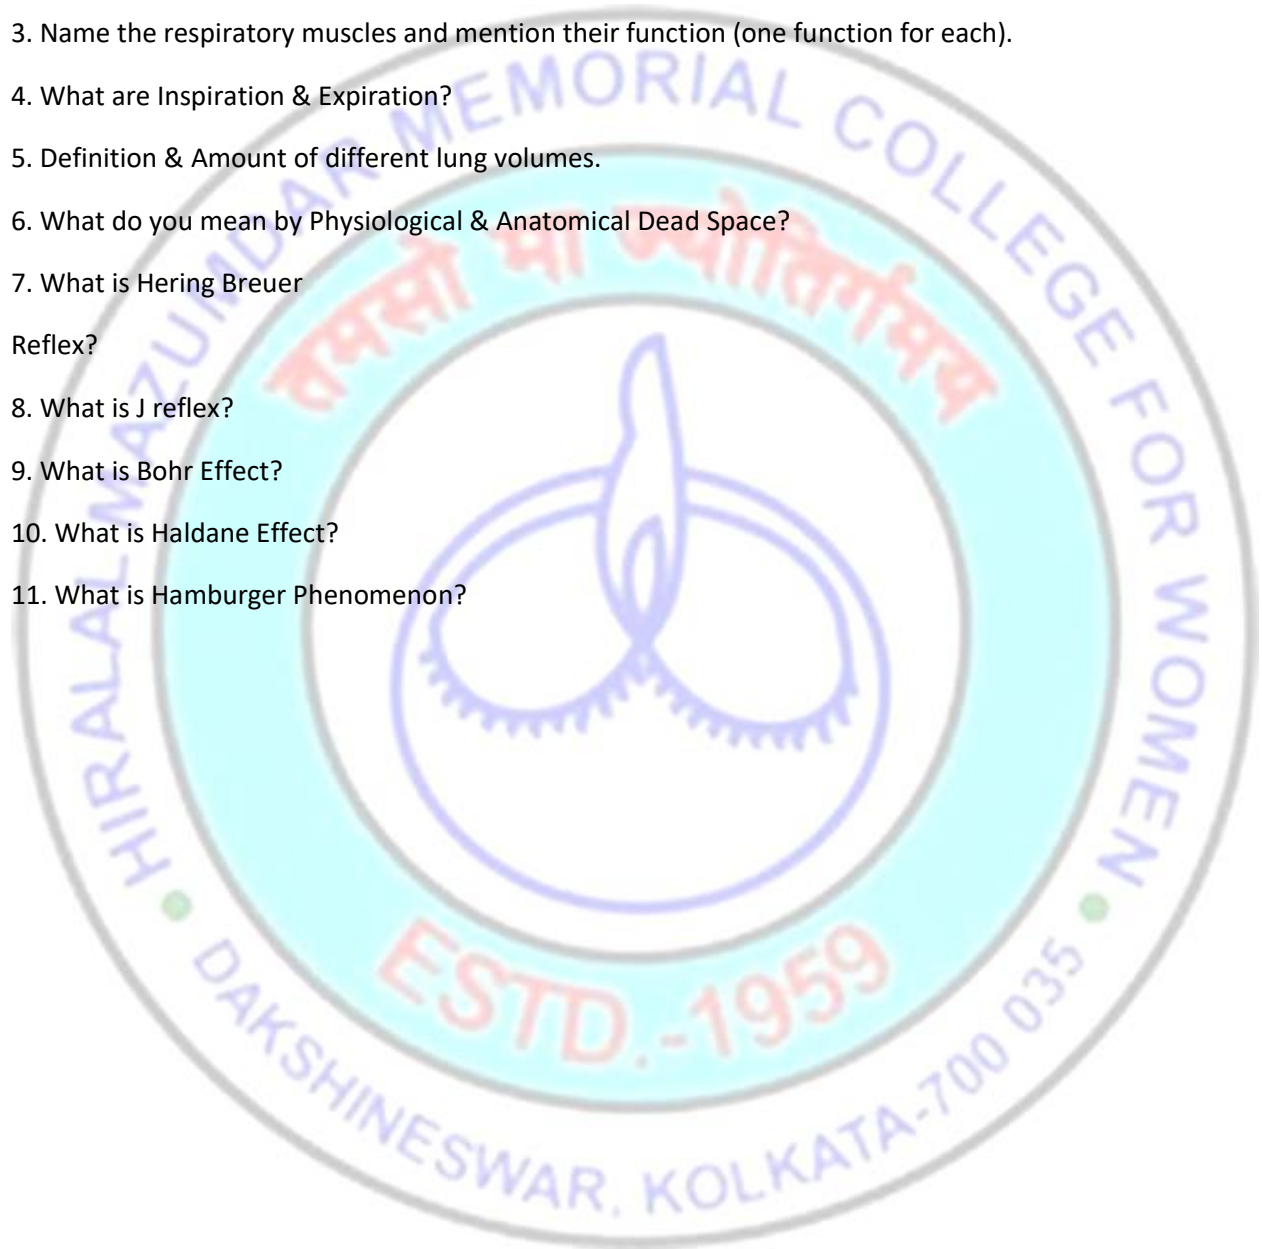 3. Name the respiratory muscles and mention their function (one function for each).
4. What are Inspiration & Expiration?
5. Definition & Amount of different lung volumes.
6. What do you mean by Physiological & Anatomical Dead Space?
7. What is Hering Breuer
Reflex?
8. What is J reflex?
9. What is Bohr Effect?
10. What is Haldane Effect?
11. What is Hamburger Phenomenon?
HIRALAL MAZUMDAR MEMORIAL COLLEGE FOR WOMEN
तमसो मा ज्योतिर्गमय
ESTD.-1959
DAKSHINESWAR, KOLKATA-700 035